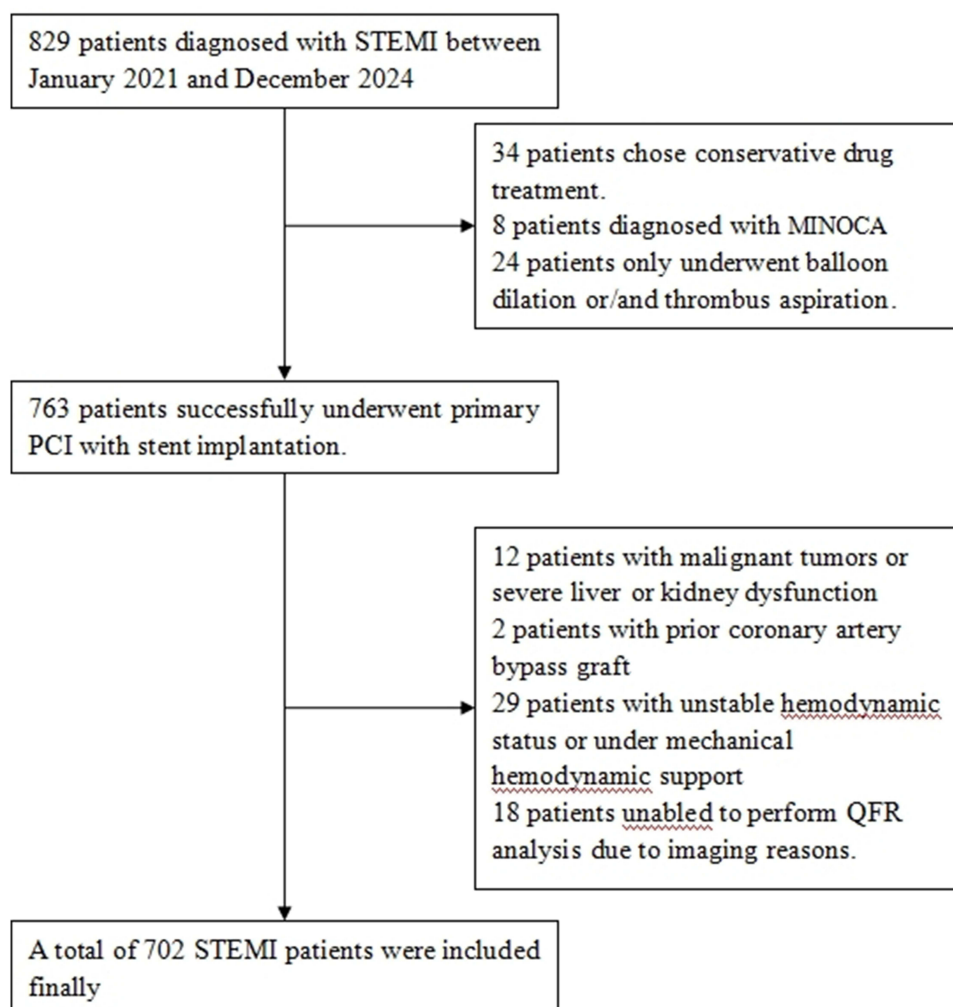 829 patients diagnosed with STEMI between
January 2021 and December 2024
34 patients chose conservative drug
treatment.
8 patients diagnosed with MINOCA
24 patients only underwent balloon
dilation or/and thrombus aspiration.
763 patients successfully underwent primary
PCI with stent implantation.
12 patients with malignant tumors or
severe liver or kidney dysfunction
2 patients with prior coronary artery
bypass graft
29 patients with unstable hemodynamic
status or under mechanical
hemodynamic support
18 patients unabled to perform QFR
analysis due to imaging reasons.
A total of 702 STEMI patients were included
finally